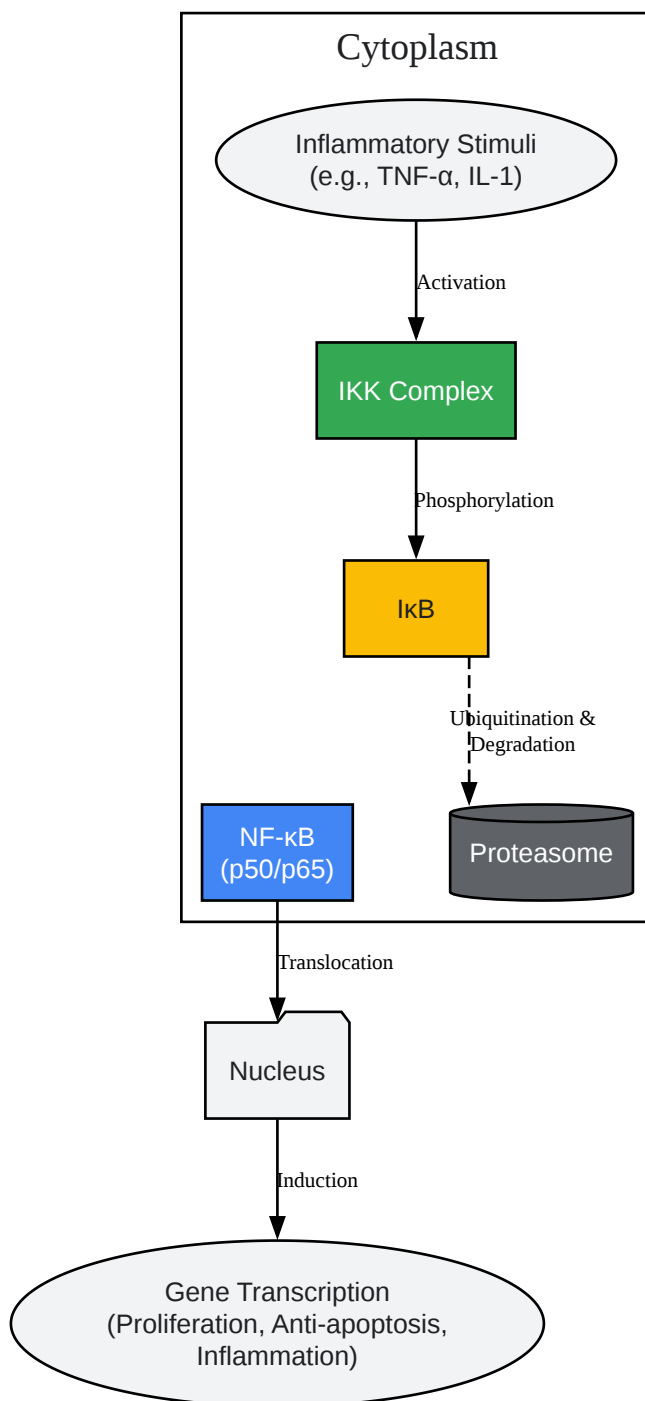 Cytoplasm
Inflammatory Stimuli
(e.g., TNF-α, IL-1)
Activation
IKK Complex
Phosphorylation
IκB
Ubiquitination &
Degradation
NF-κB
(p50/p65)
Proteasome
Translocation
Nucleus
Induction
Gene Transcription
(Proliferation, Anti-apoptosis,
Inflammation)